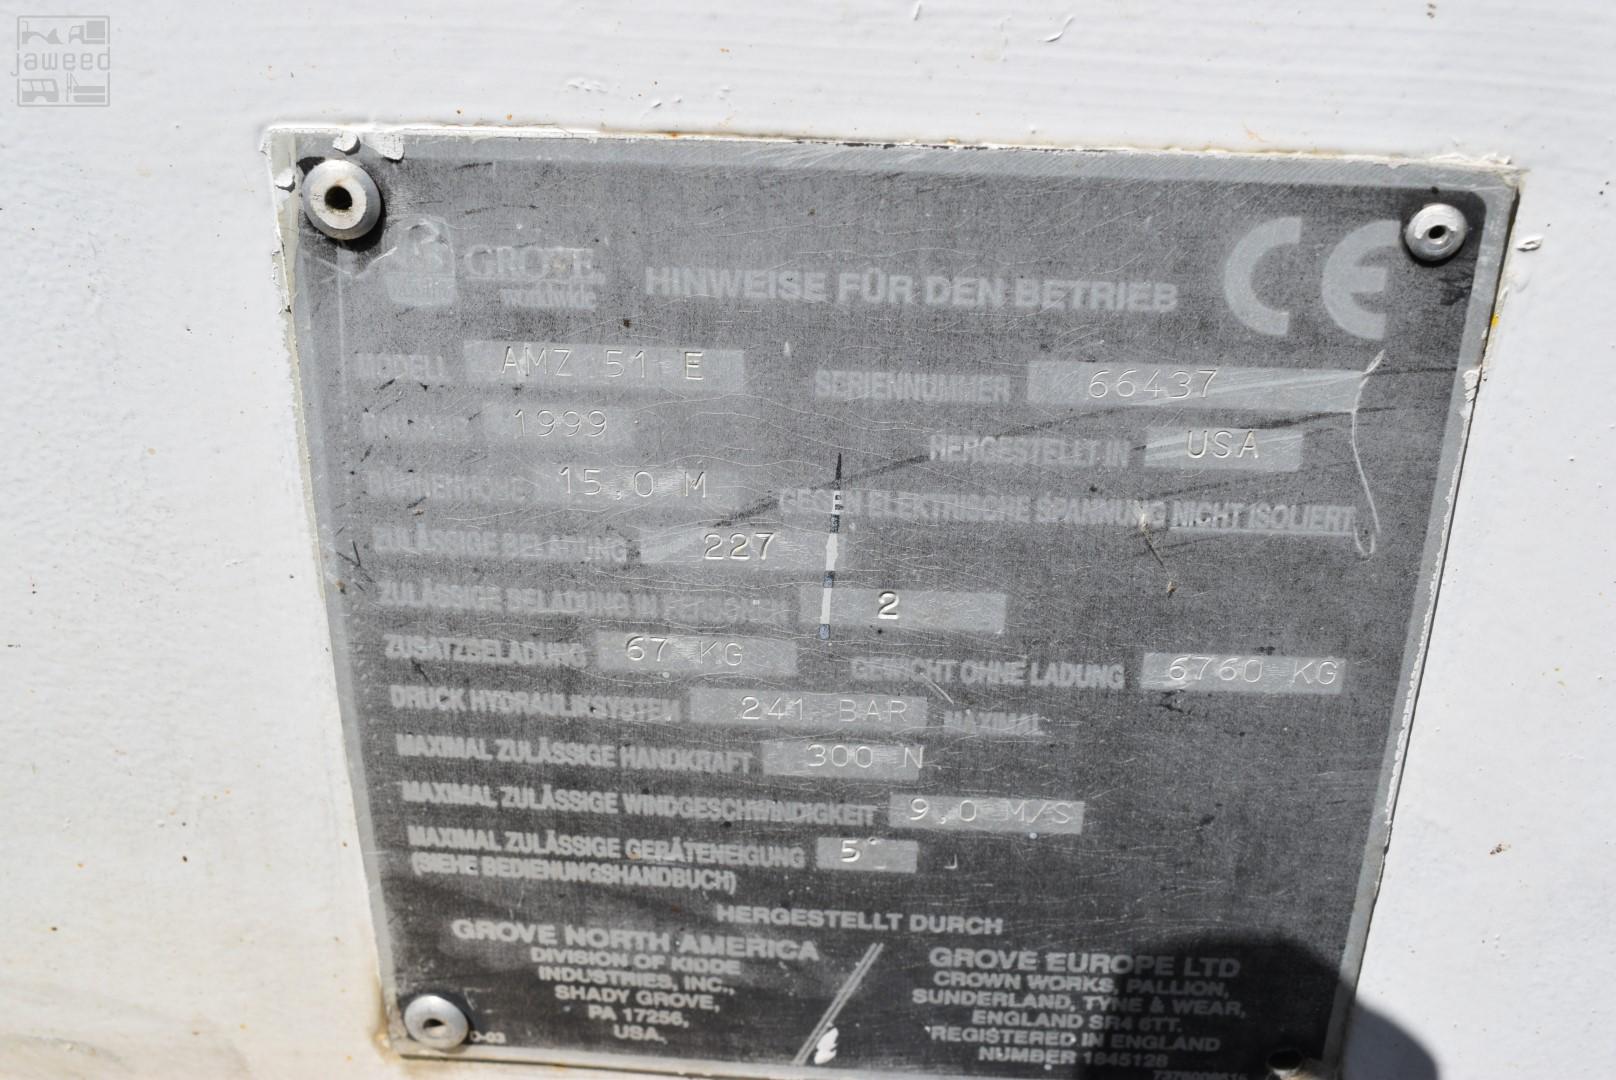 jaweed
GROVE
worldwide
HINWEISE FÜR DEN BETRIEB
CE
MODELL AMZ 51 E
SERIENNUMMER 66437
1999
HERGESTELLT IN USA
BÜHNENHÖHE 15,0 M
GEGEN ELEKTRISCHE SPANNUNG NICHT ISOLIERT
ZULÄSSIGE BELADUNG 227
ZULÄSSIGE BELADUNG IN PERSONEN 2
ZUSATZBELADUNG 67 KG
GEWICHT OHNE LADUNG 6760 KG
DRUCK HYDRAULIKSYSTEM 241 BAR MAXIMAL
MAXIMAL ZULÄSSIGE HANDKRAFT 300 N
MAXIMAL ZULÄSSIGE WINDGESCHWINDIGKEIT 9,0 M/S
MAXIMAL ZULÄSSIGE GERÄTENEIGUNG 5°
(SIEHE BEDIENUNGSHANDBUCH)
HERGESTELLT DURCH
GROVE NORTH AMERICA
DIVISION OF KIDDE
INDUSTRIES, INC.,
SHADY GROVE,
PA 17256,
USA,
GROVE EUROPE LTD
CROWN WORKS, PALLION,
SUNDERLAND, TYNE & WEAR,
ENGLAND SR4 6TT.
REGISTERED IN ENGLAND
NUMBER 1845128